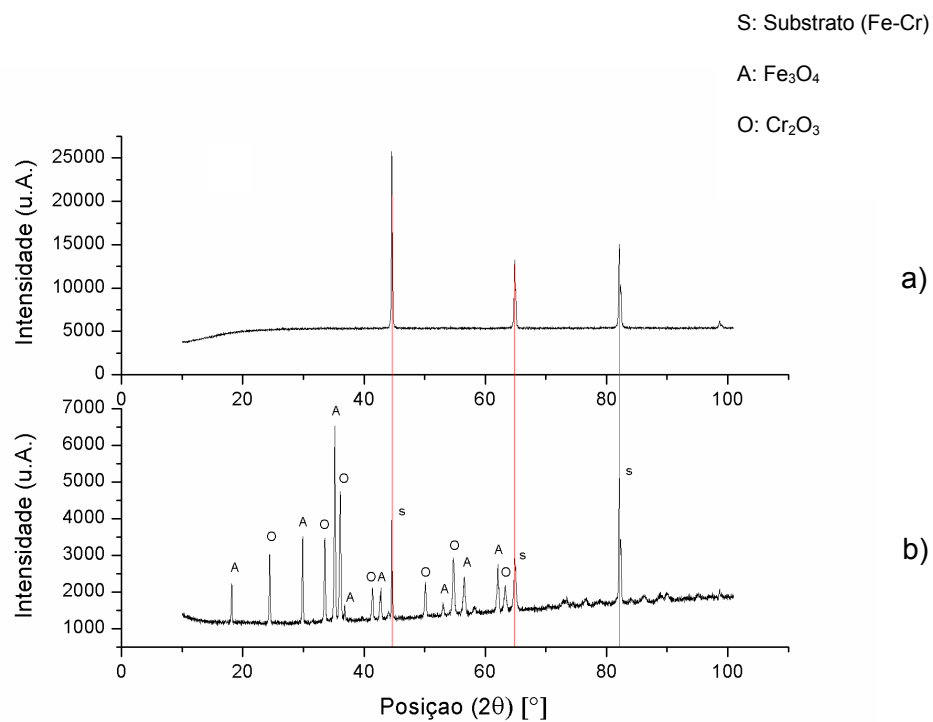 S: Substrato (Fe-Cr)
A: Fe₃O₄
O: Cr₂O₃
Intensidade (u.A.)
25000
20000
15000
10000
5000
0
0 20 40 60 80 100
a)
Intensidade (u.A.)
7000
6000
5000
4000
3000
2000
1000
A O A O A O A O A s O A O A A O s s
0 20 40 60 80 100
b)
Posiçao (2θ) [°]